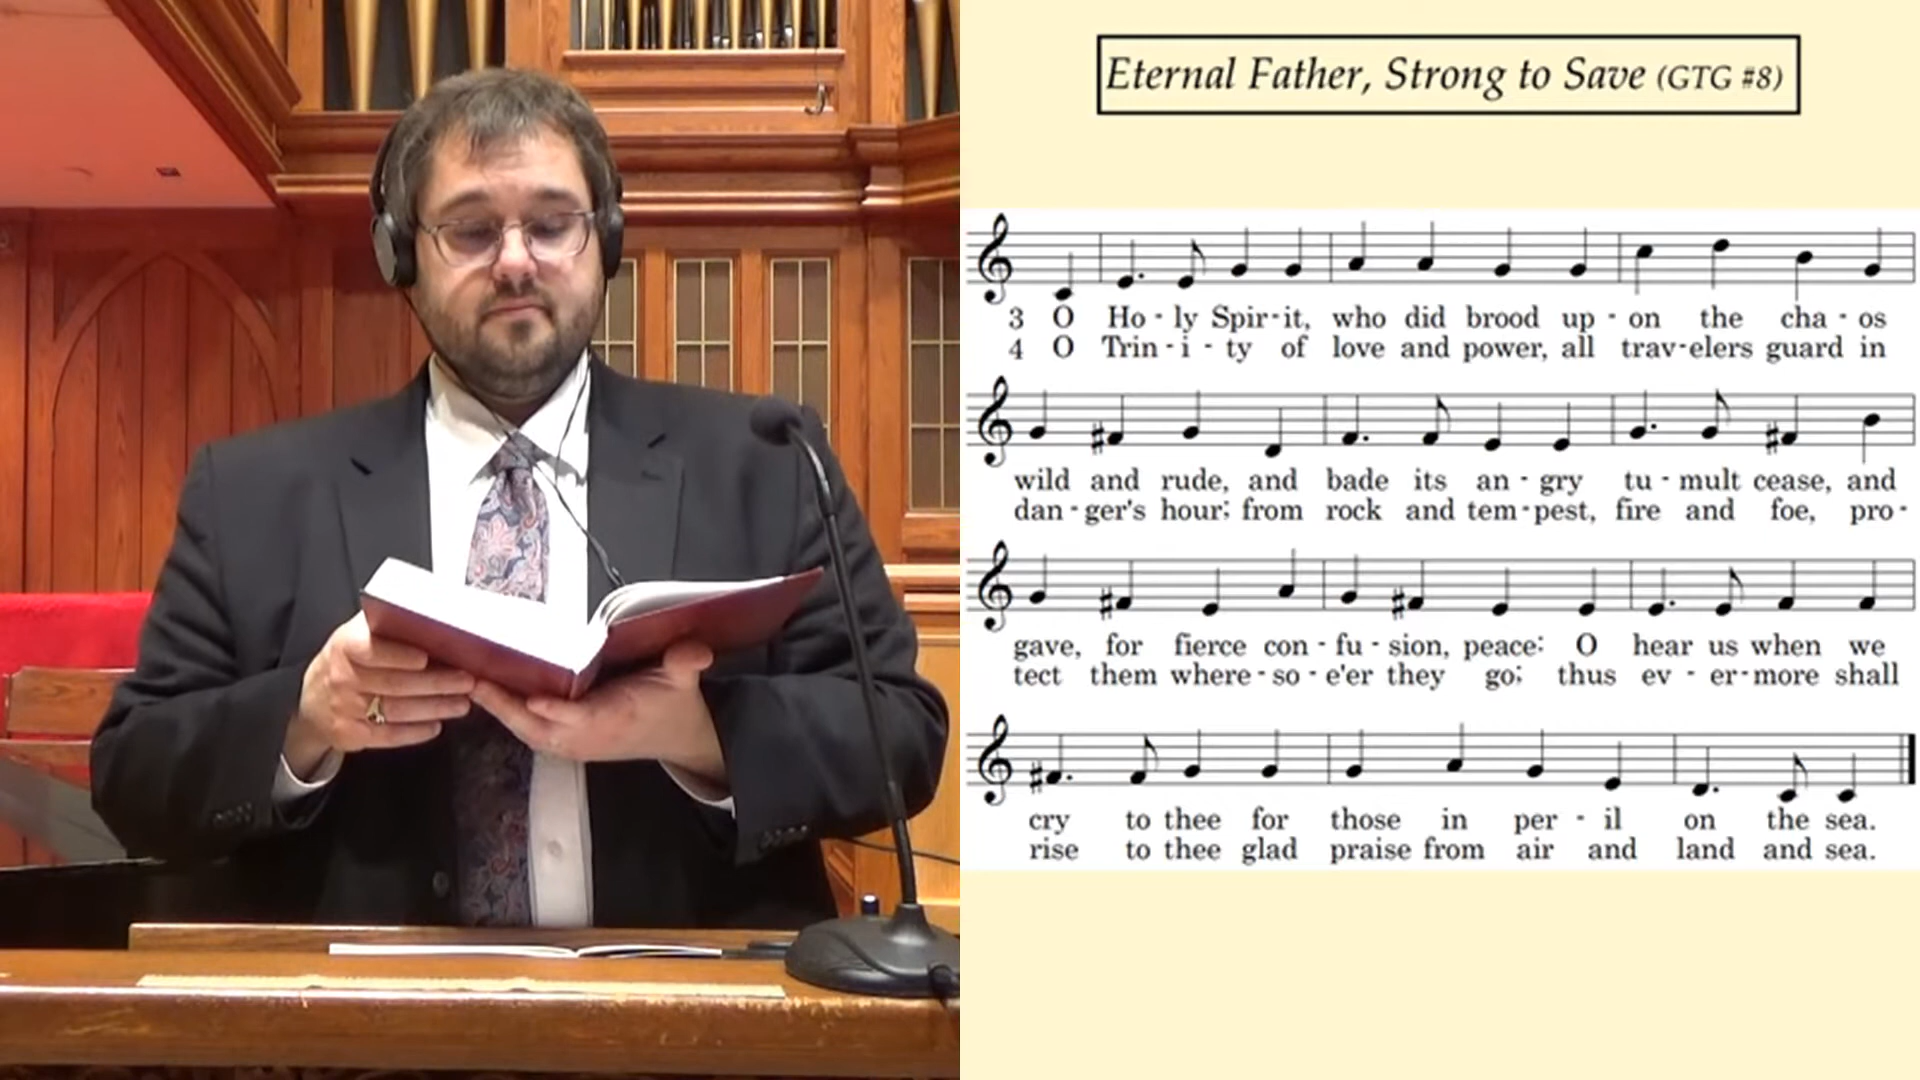 Eternal Father, Strong to Save (GTG #8)
3 O Ho - ly Spir - it, who did brood up - on the cha - os
4 O Trin - i - ty of love and power, all trav - elers guard in
wild and rude, and bade its an - gry tu - mult cease, and
dan - ger's hour; from rock and tem - pest, fire and foe, pro -
gave, for fierce con - fu - sion, peace: O hear us when we
tect them where - so - e'er they go; thus ev - er - more shall
cry to thee for those in per - il on the sea.
rise to thee glad praise from air and land and sea.